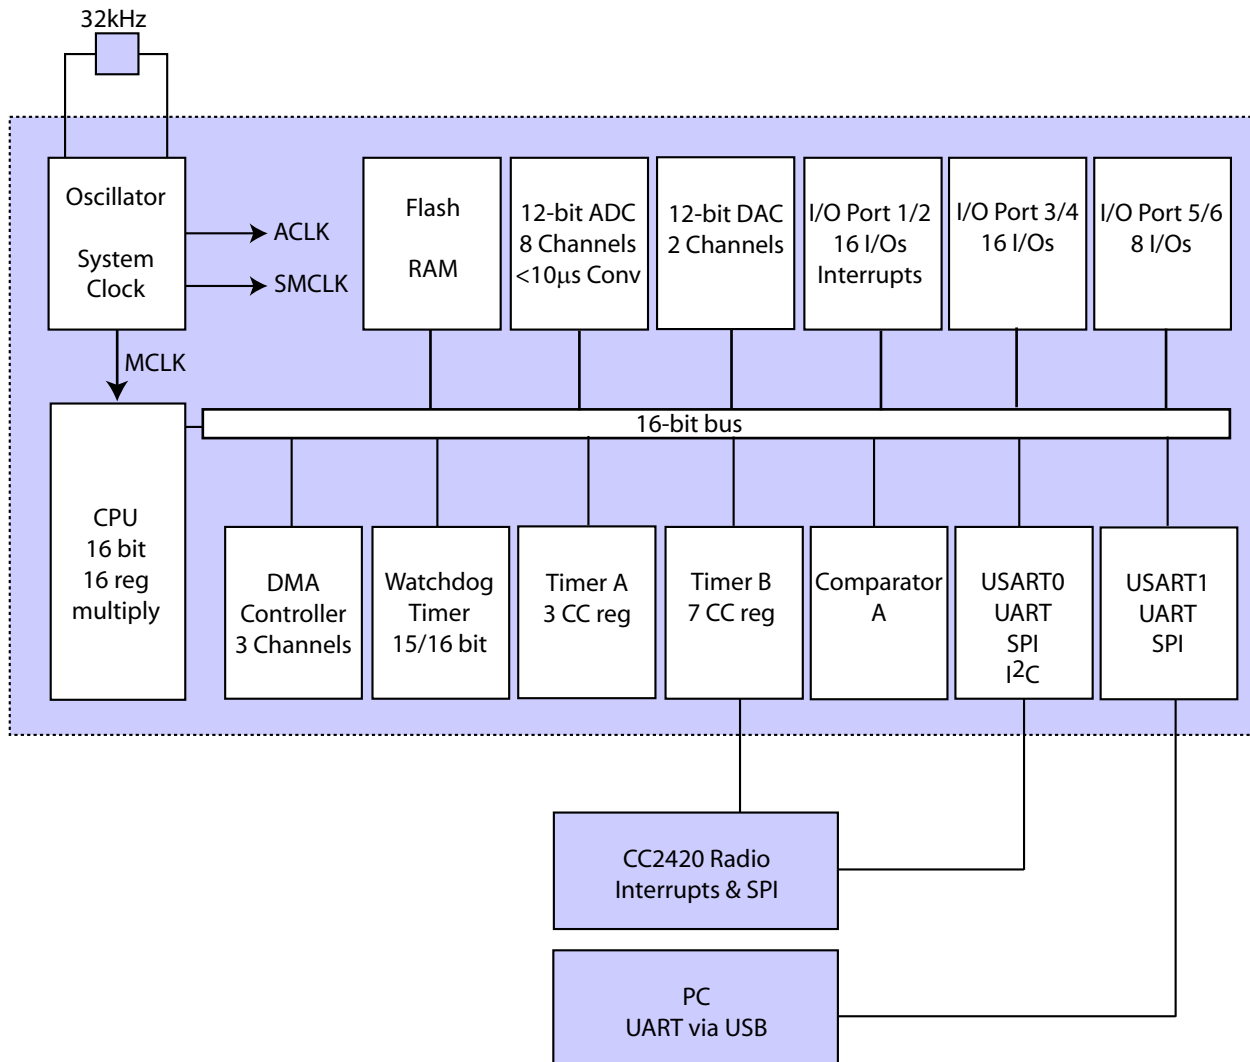 32kHz
Oscillator
System
Clock
ACLK
SMCLK
MCLK
Flash
RAM
12-bit ADC
8 Channels
<10µs Conv
12-bit DAC
2 Channels
I/O Port 1/2
16 I/Os
Interrupts
I/O Port 3/4
16 I/Os
I/O Port 5/6
8 I/Os
16-bit bus
CPU
16 bit
16 reg
multiply
DMA
Controller
3 Channels
Watchdog
Timer
15/16 bit
Timer A
3 CC reg
Timer B
7 CC reg
Comparator
A
USART0
UART
SPI
I²C
USART1
UART
SPI
CC2420 Radio
Interrupts & SPI
PC
UART via USB